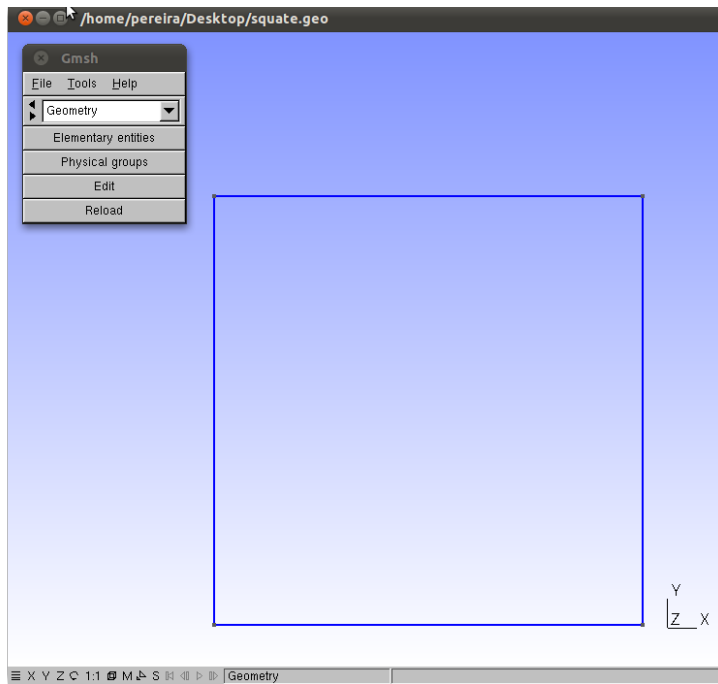 /home/pereira/Desktop/squate.geo
Gmsh
File Tools Help
Geometry
Elementary entities
Physical groups
Edit
Reload
Y
Z X
X Y Z 1:1 M S Geometry